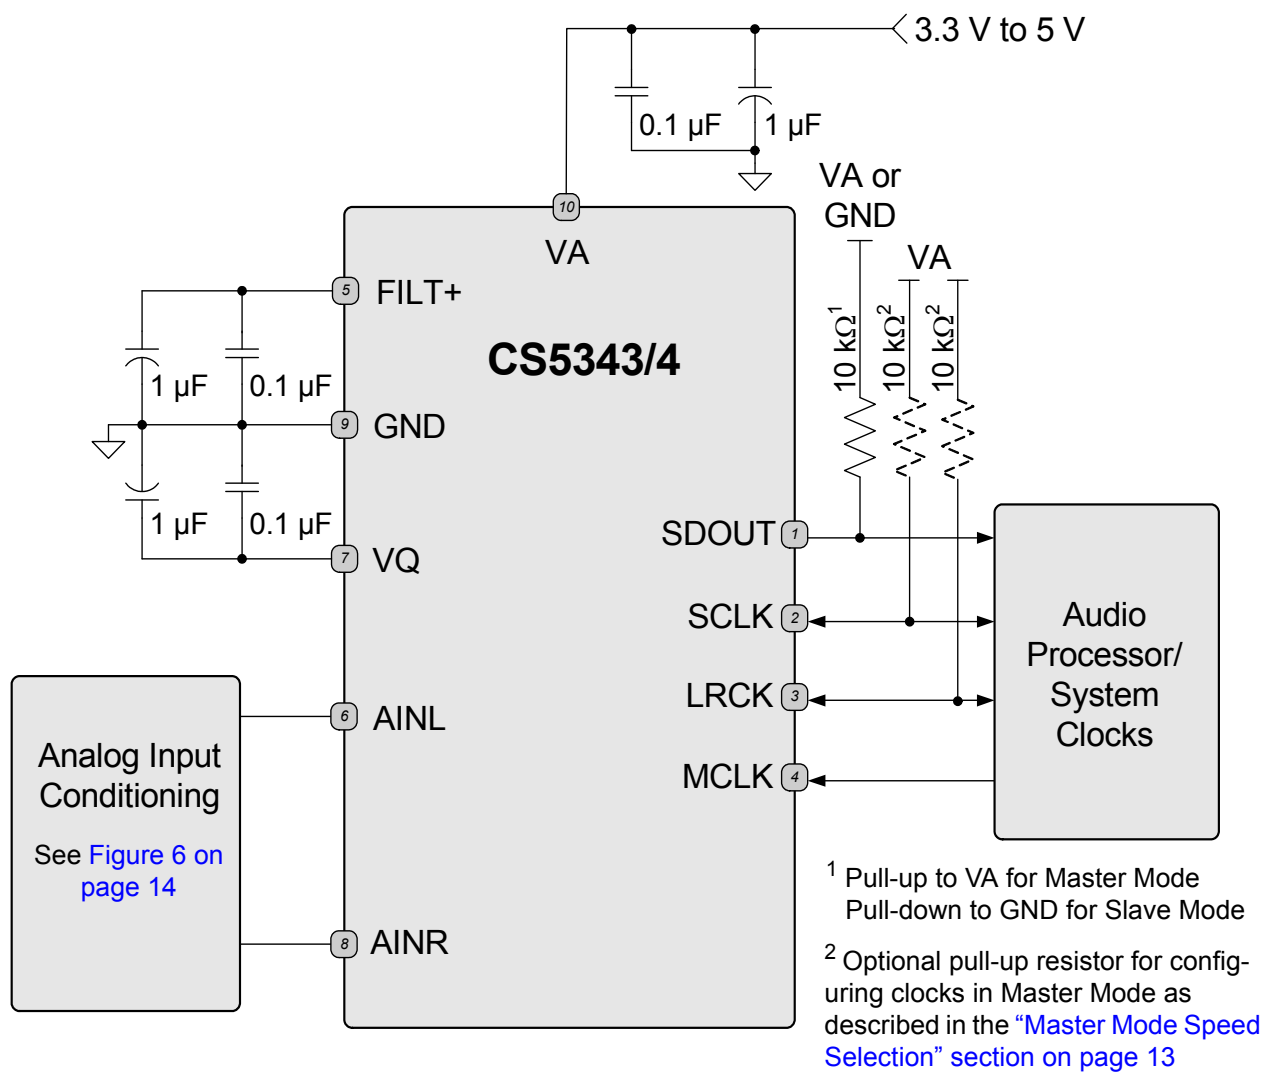 3.3 V to 5 V
0.1 µF
1 µF
VA or
GND
VA
10
VA
5
FILT+
CS5343/4
10 kΩ1
10 kΩ2
10 kΩ2
1 µF
0.1 µF
9
GND
1 µF
0.1 µF
7
VQ
SDOUT
1
SCLK
2
LRCK
3
MCLK
4
Audio
Processor/
System
Clocks
Analog Input
Conditioning
See Figure 6 on
page 14
6
AINL
8
AINR
1 Pull-up to VA for Master Mode
Pull-down to GND for Slave Mode
2 Optional pull-up resistor for config-
uring clocks in Master Mode as
described in the “Master Mode Speed
Selection” section on page 13